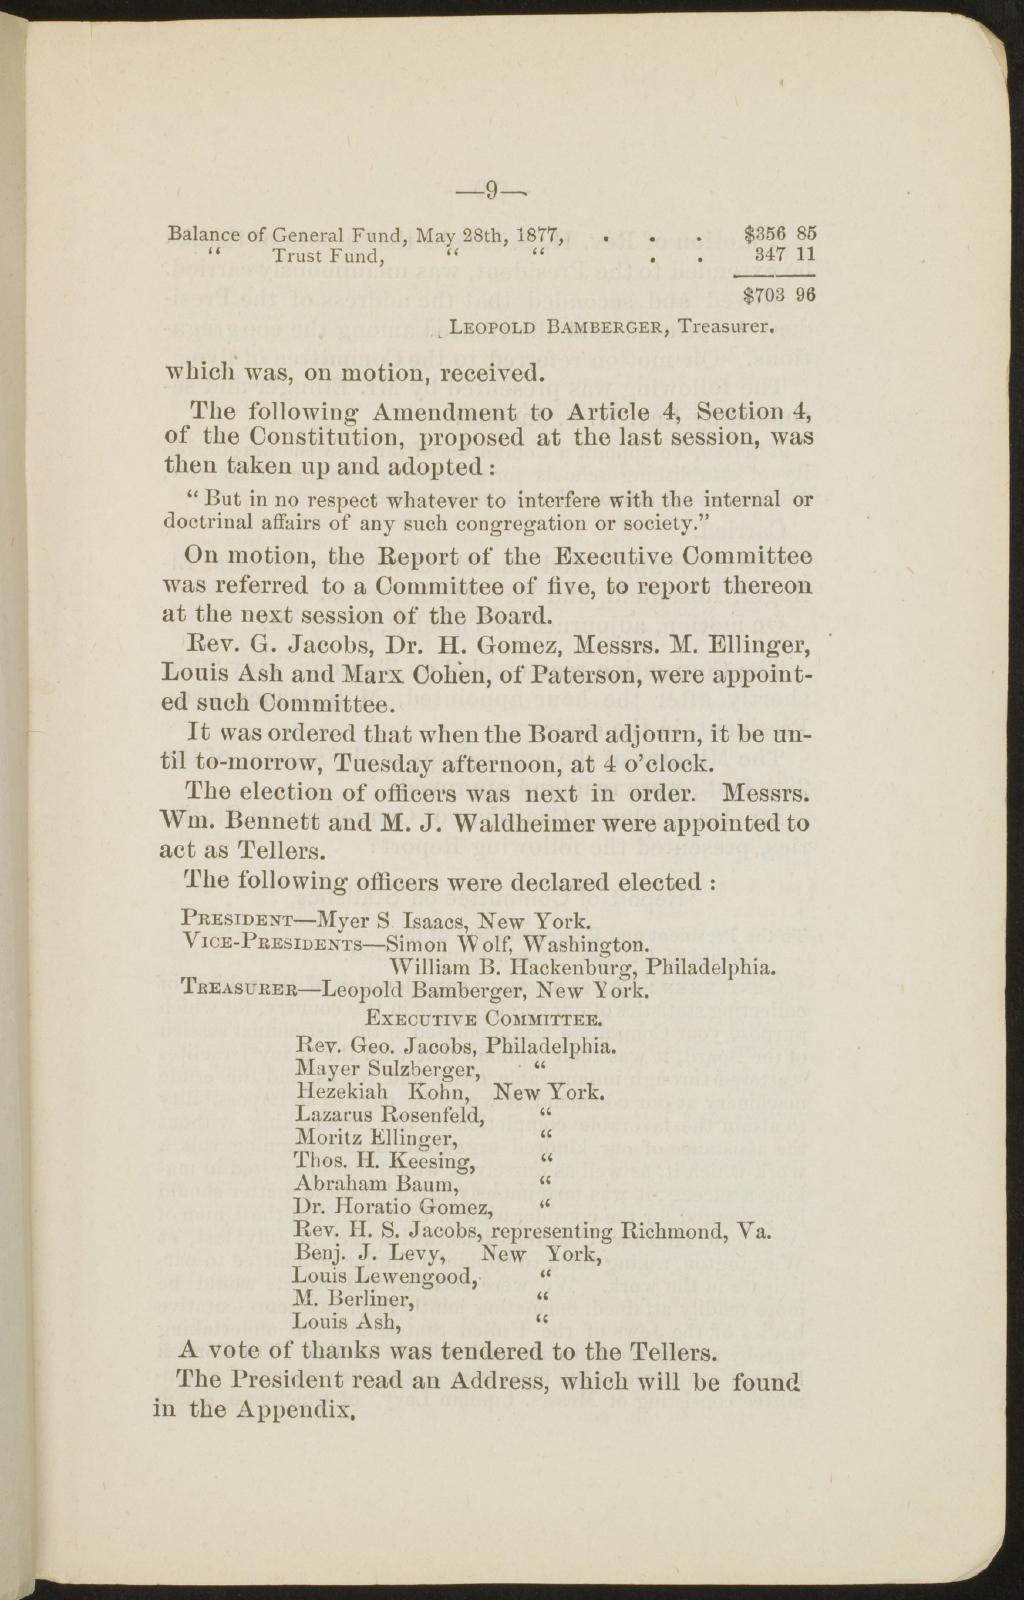 —9—
Balance of General Fund, May 28th, 1877, . . . $356 85
“ Trust Fund, “ “ . . 347 11
$703 96
LEOPOLD BAMBERGER, Treasurer.
which was, on motion, received.
The following Amendment to Article 4, Section 4,
of the Constitution, proposed at the last session, was
then taken up and adopted :
“But in no respect whatever to interfere with the internal or
doctrinal affairs of any such congregation or society.”
On motion, the Report of the Executive Committee
was referred to a Committee of five, to report thereon
at the next session of the Board.
Rev. G. Jacobs, Dr. H. Gomez, Messrs. M. Ellinger,
Louis Ash and Marx Cohen, of Paterson, were appoint-
ed such Committee.
It was ordered that when the Board adjourn, it be un-
til to-morrow, Tuesday afternoon, at 4 o’clock.
The election of officers was next in order. Messrs.
Wm. Bennett and M. J. Waldheimer were appointed to
act as Tellers.
The following officers were declared elected :
PRESIDENT—Myer S Isaacs, New York.
VICE-PRESIDENTS—Simon Wolf, Washington.
William B. Hackenburg, Philadelphia.
TREASURER—Leopold Bamberger, New York.
EXECUTIVE COMMITTEE.
Rev. Geo. Jacobs, Philadelphia.
Mayer Sulzberger, “
Hezekiah Kohn, New York.
Lazarus Rosenfeld, “
Moritz Ellinger, “
Thos. H. Keesing, “
Abraham Baum, “
Dr. Horatio Gomez, “
Rev. H. S. Jacobs, representing Richmond, Va.
Benj. J. Levy, New York,
Louis Lewengood, “
M. Berliner, “
Louis Ash, “
A vote of thanks was tendered to the Tellers.
The President read an Address, which will be found
in the Appendix.